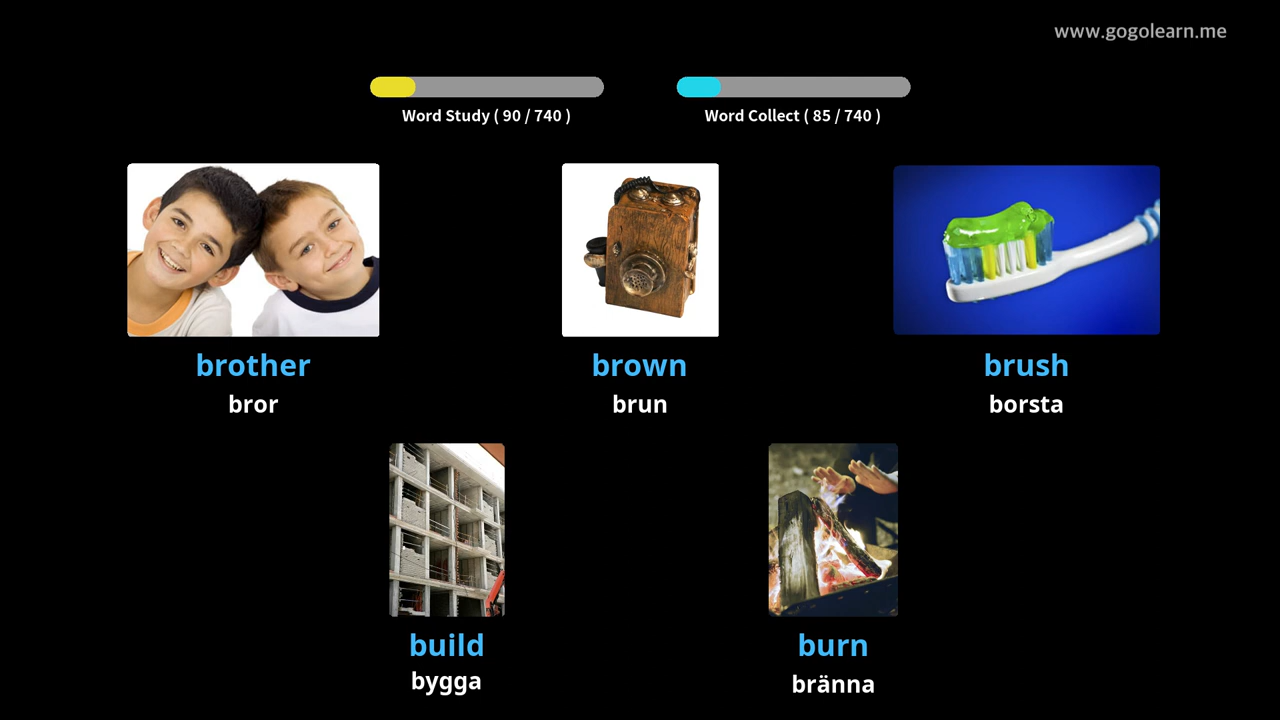 www.gogolearn.me
Word Study ( 90 / 740 )
Word Collect ( 85 / 740 )
brother
bror
brown
brun
brush
borsta
build
bygga
burn
bränna